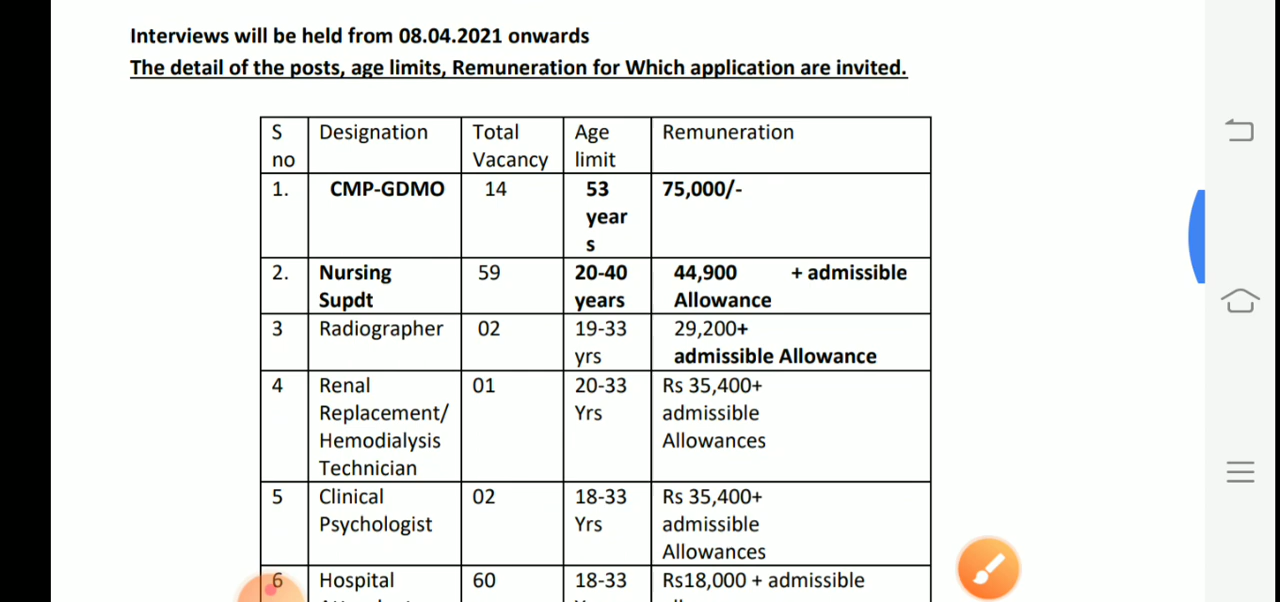 Interviews will be held from 08.04.2021 onwards
The detail of the posts, age limits, Remuneration for Which application are invited.
S no Designation Total Vacancy Age limit Remuneration
1. CMP-GDMO 14 53 year s 75,000/-
2. Nursing Supdt 59 20-40 years 44,900 + admissible Allowance
3 Radiographer 02 19-33 yrs 29,200+ admissible Allowance
4 Renal Replacement/ Hemodialysis Technician 01 20-33 Yrs Rs 35,400+ admissible Allowances
5 Clinical Psychologist 02 18-33 Yrs Rs 35,400+ admissible Allowances
6 Hospital 60 18-33 Rs18,000 + admissible